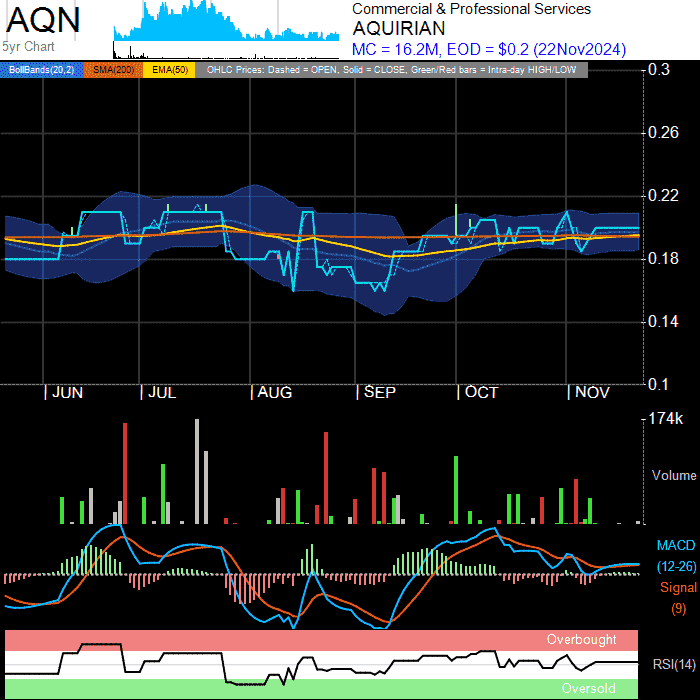 AQN
5yr Chart
Commercial & Professional Services
AQUIRIAN
MC = 16.2M, EOD = $0.2 (22Nov2024)
BollBands(20,2) SMA(200) EMA(50) OHLC Prices: Dashed = OPEN, Solid = CLOSE, Green/Red bars = Intra-day HIGH/LOW
0.3
0.26
0.22
0.18
0.14
0.1
JUN JUL AUG SEP OCT NOV
174k
Volume
MACD
(12-26)
Signal
(9)
Overbought
RSI(14)
Oversold